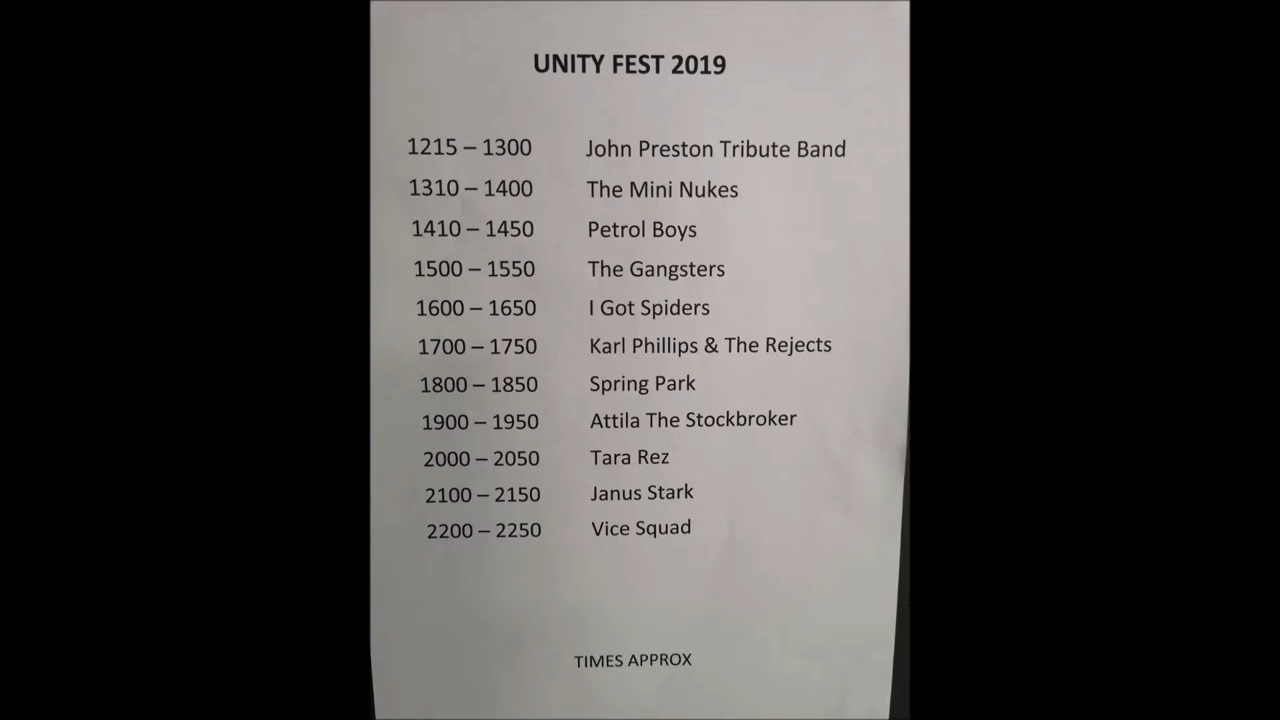 UNITY FEST 2019
1215 – 1300 John Preston Tribute Band
1310 – 1400 The Mini Nukes
1410 – 1450 Petrol Boys
1500 – 1550 The Gangsters
1600 – 1650 I Got Spiders
1700 – 1750 Karl Phillips & The Rejects
1800 – 1850 Spring Park
1900 – 1950 Attila The Stockbroker
2000 – 2050 Tara Rez
2100 – 2150 Janus Stark
2200 – 2250 Vice Squad
TIMES APPROX